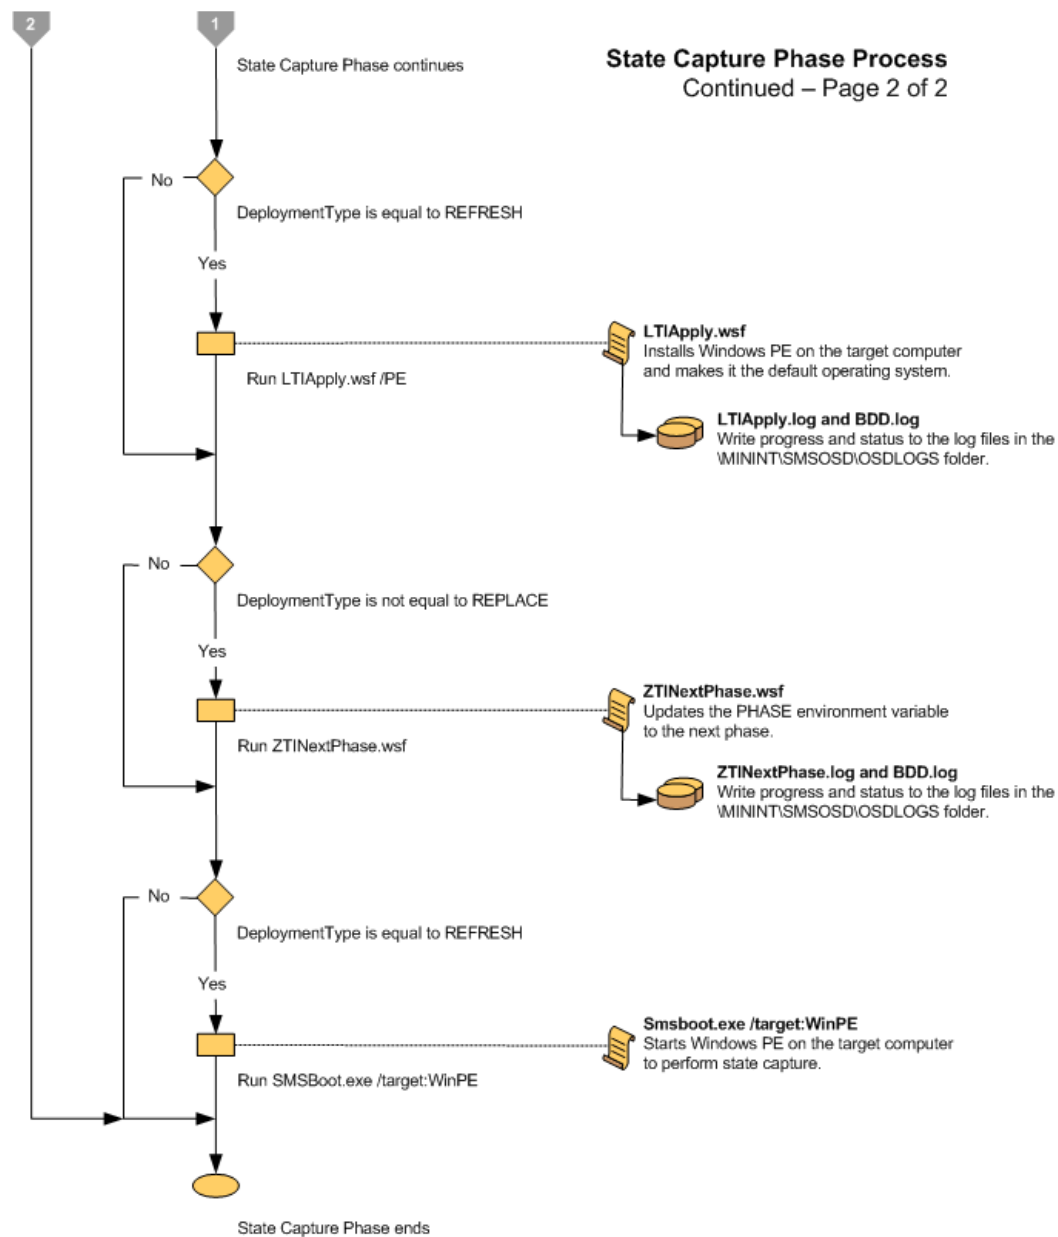 2
1
State Capture Phase continues
State Capture Phase Process
Continued – Page 2 of 2
No
DeploymentType is equal to REFRESH
Yes
LTIApply.wsf
Installs Windows PE on the target computer
and makes it the default operating system.
Run LTIApply.wsf /PE
LTIApply.log and BDD.log
Write progress and status to the log files in the
\MININT\SMSOSD\OSDLOGS folder.
No
DeploymentType is not equal to REPLACE
Yes
ZTINextPhase.wsf
Updates the PHASE environment variable
to the next phase.
Run ZTINextPhase.wsf
ZTINextPhase.log and BDD.log
Write progress and status to the log files in the
\MININT\SMSOSD\OSDLOGS folder.
No
DeploymentType is equal to REFRESH
Yes
Smsboot.exe /target:WinPE
Starts Windows PE on the target computer
to perform state capture.
Run SMSBoot.exe /target:WinPE
State Capture Phase ends